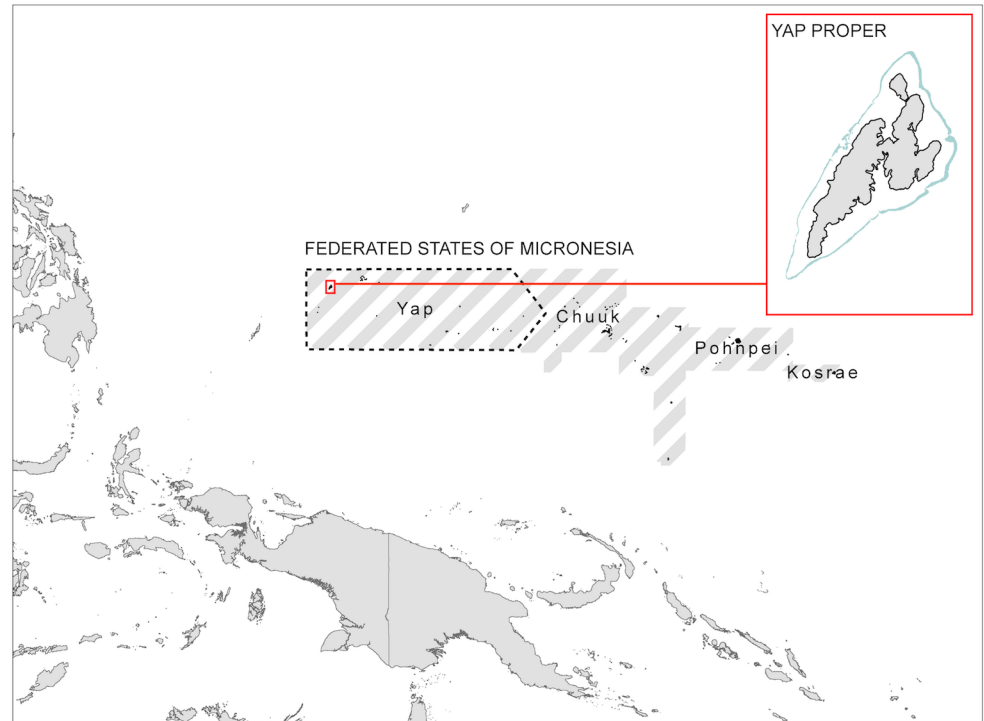 YAP PROPER
FEDERATED STATES OF MICRONESIA
Yap
Chuuk
Pohnpei
Kosrae